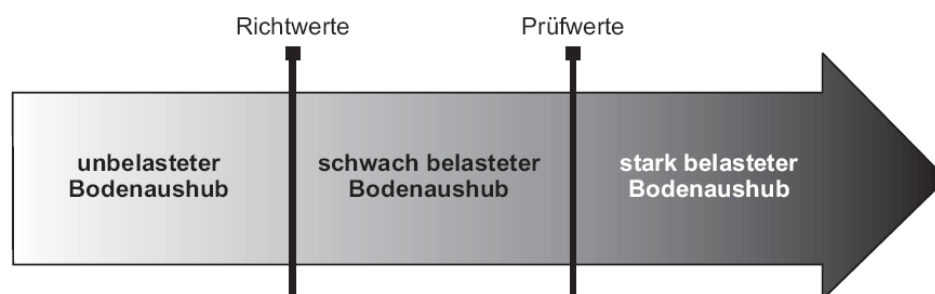 Richtwerte
Prüfwerte
unbelasteter
Bodenaushub
schwach belasteter
Bodenaushub
stark belasteter
Bodenaushub